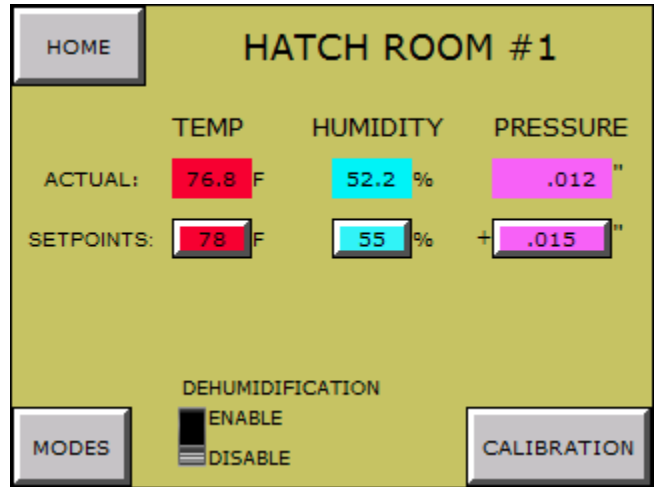 HOME
HATCH ROOM #1
TEMP HUMIDITY PRESSURE
ACTUAL: 76.8 F 52.2 % .012 "
SETPOINTS: 78 F 55 % + .015 "
DEHUMIDIFICATION
ENABLE
DISABLE
MODES
CALIBRATION